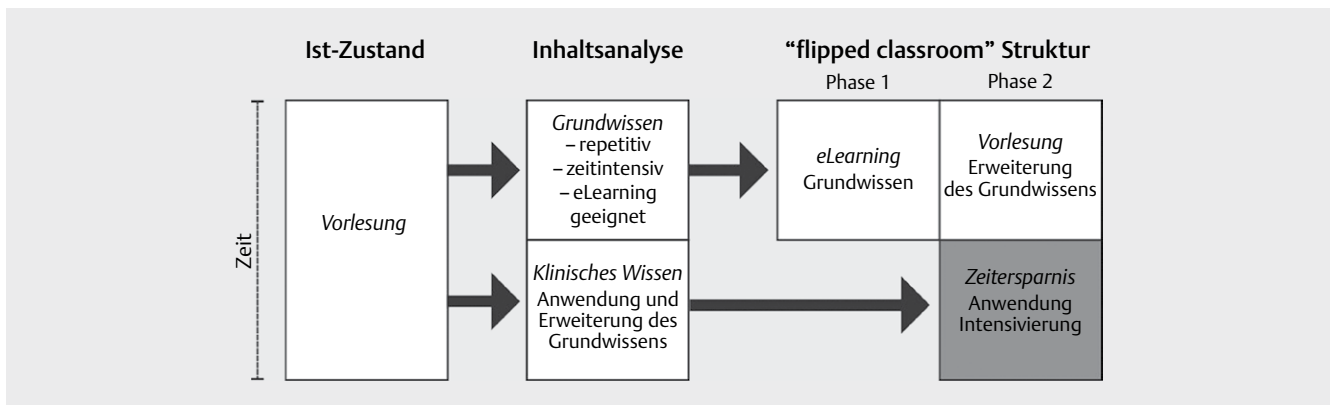 Ist-Zustand
Inhaltsanalyse
“flipped classroom” Struktur
Phase 1
Phase 2
Zeit
Vorlesung
Grundwissen
– repetitiv
– zeitintensiv
– eLearning
geeignet
Klinisches Wissen
Anwendung und
Erweiterung des
Grundwissens
eLearning
Grundwissen
Vorlesung
Erweiterung
des Grundwissens
Zeitersparnis
Anwendung
Intensivierung